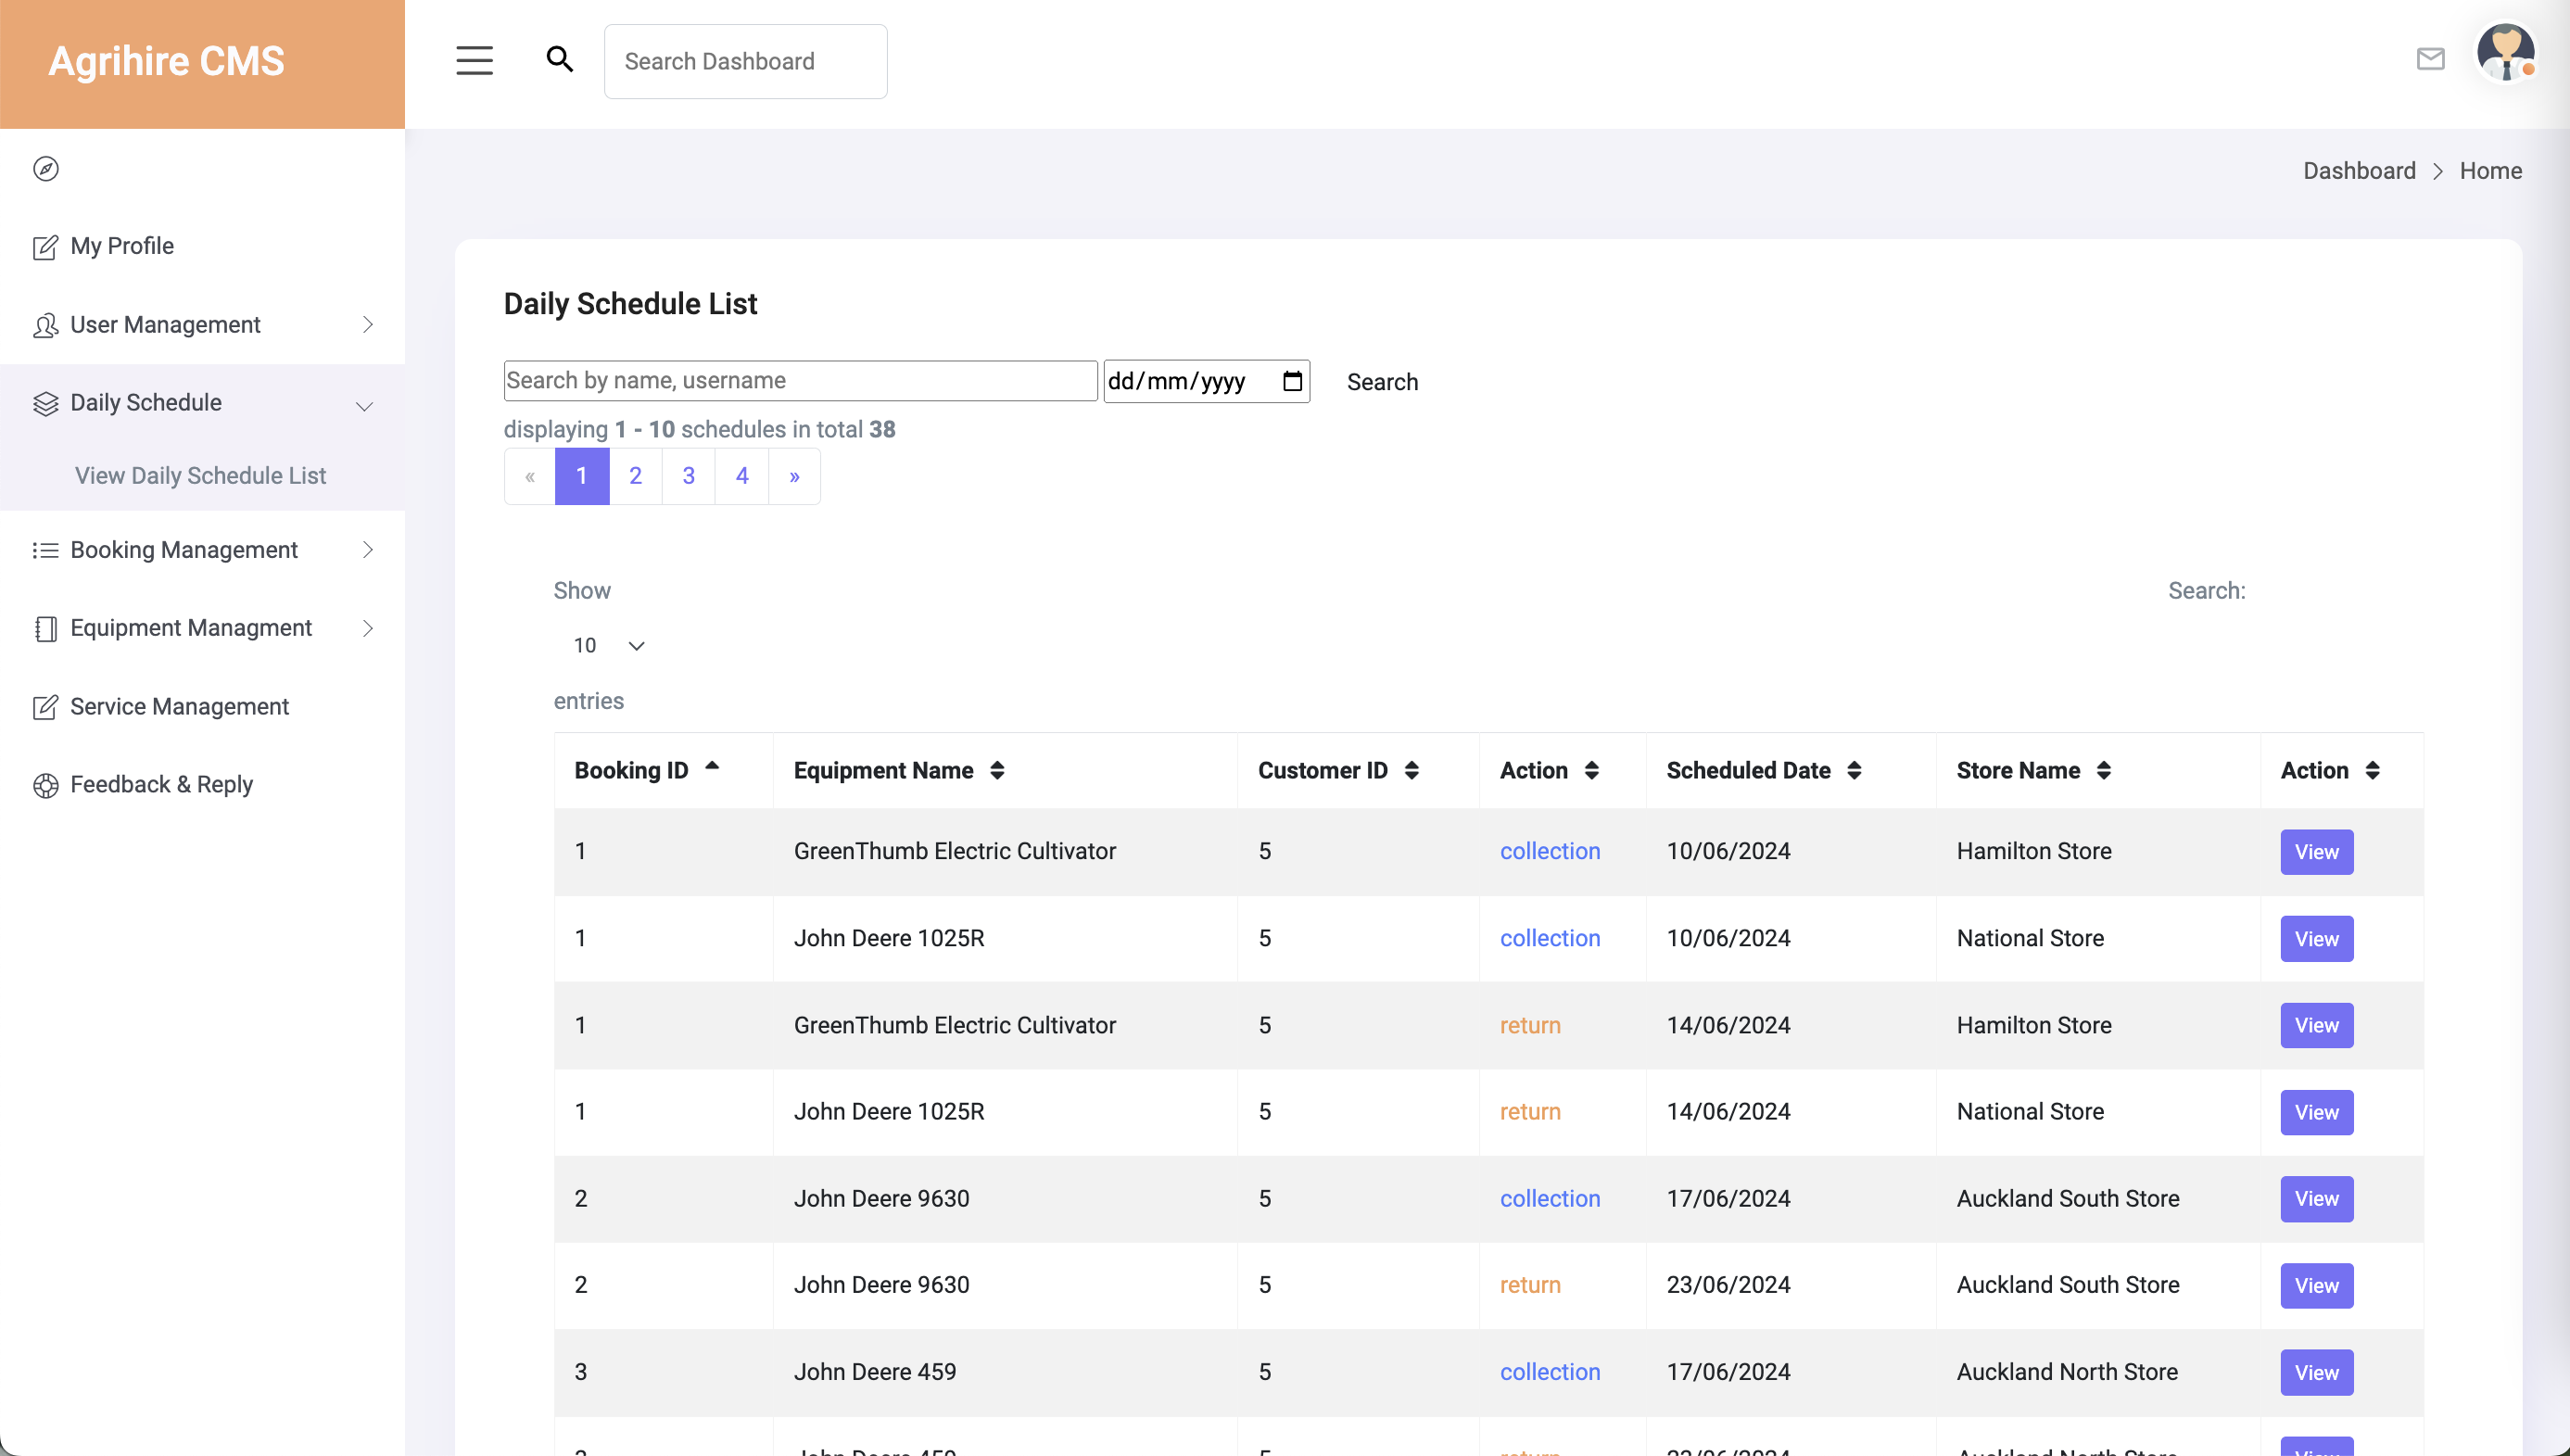 Agrihire CMS
Search Dashboard
Dashboard > Home
My Profile
User Management
Daily Schedule
View Daily Schedule List
Booking Management
Equipment Managment
Service Management
Feedback & Reply
Daily Schedule List
Search by name, username dd/mm/yyyy Search
displaying 1 - 10 schedules in total 38
« 1 2 3 4 »
Show Search:
10
entries
Booking ID Equipment Name Customer ID Action Scheduled Date Store Name Action
1 GreenThumb Electric Cultivator 5 collection 10/06/2024 Hamilton Store View
1 John Deere 1025R 5 collection 10/06/2024 National Store View
1 GreenThumb Electric Cultivator 5 return 14/06/2024 Hamilton Store View
1 John Deere 1025R 5 return 14/06/2024 National Store View
2 John Deere 9630 5 collection 17/06/2024 Auckland South Store View
2 John Deere 9630 5 return 23/06/2024 Auckland South Store View
3 John Deere 459 5 collection 17/06/2024 Auckland North Store View